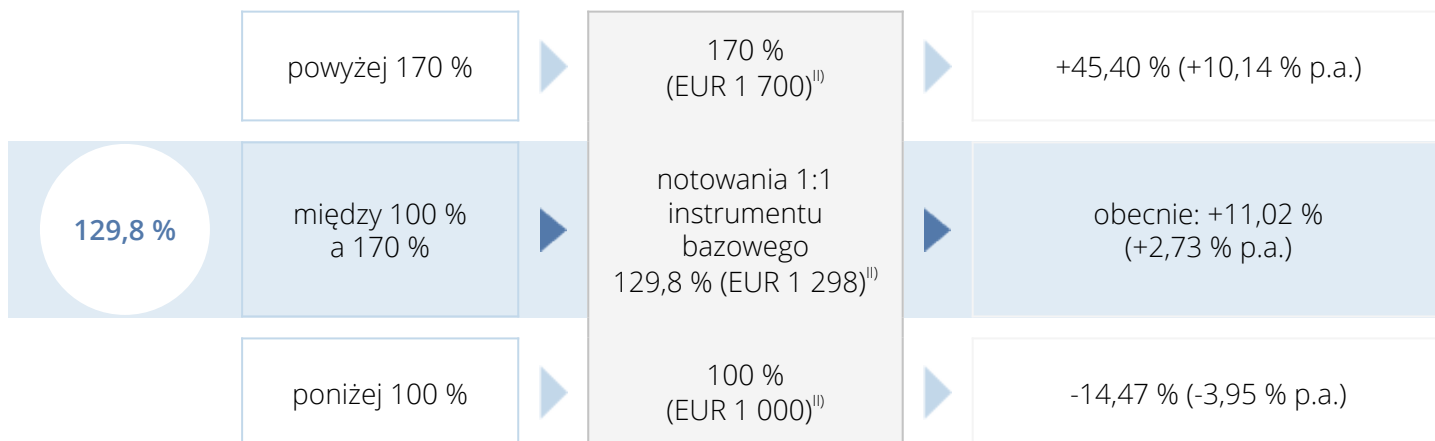 powyżej 170 %
170 %
(EUR 1 700)II)
+45,40 % (+10,14 % p.a.)
129,8 %
między 100 %
a 170 %
notowania 1:1
instrumentu
bazowego
129,8 % (EUR 1 298)II)
obecnie: +11,02 %
(+2,73 % p.a.)
poniżej 100 %
100 %
(EUR 1 000)II)
-14,47 % (-3,95 % p.a.)